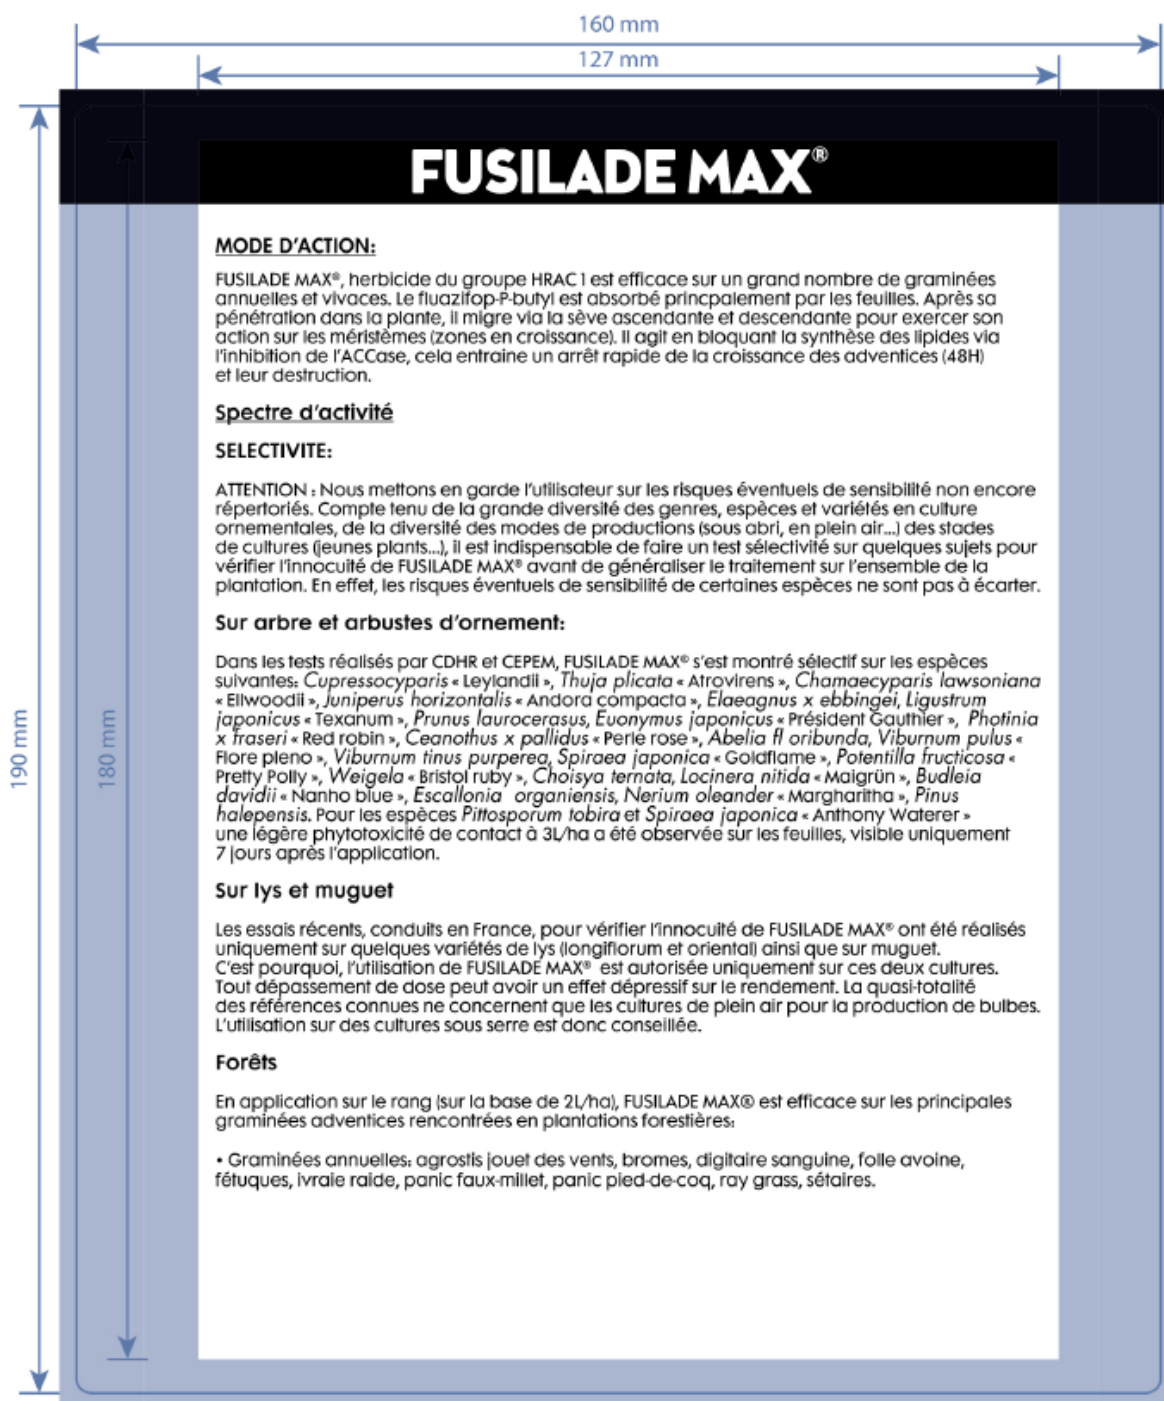 160 mm
127 mm
190 mm
180 mm
FUSILADE MAX®
MODE D'ACTION:
FUSILADE MAX®, herbicide du groupe HRAC 1 est efficace sur un grand nombre de graminées
annuelles et vivaces. Le fluazifop-P-butyl est absorbé princpalement par les feuilles. Après sa
pénétration dans la plante, il migre via la sève ascendante et descendante pour exercer son
action sur les méristèmes (zones en croissance). Il agit en bloquant la synthèse des lipides via
l'inhibition de l'ACCase, cela entraine un arrêt rapide de la croissance des adventices (48H)
et leur destruction.
Spectre d'activité
SELECTIVITE:
ATTENTION : Nous mettons en garde l'utilisateur sur les risques éventuels de sensibilité non encore
répertoriés. Compte tenu de la grande diversité des genres, espèces et variétés en culture
ornementales, de la diversité des modes de productions (sous abri, en plein air...) des stades
de cultures (jeunes plants...), il est indispensable de faire un test sélectivité sur quelques sujets pour
vérifier l'innocuité de FUSILADE MAX® avant de généraliser le traitement sur l'ensemble de la
plantation. En effet, les risques éventuels de sensibilité de certaines espèces ne sont pas à écarter.
Sur arbre et arbustes d'ornement:
Dans les tests réalisés par CDHR et CEPEM, FUSILADE MAX® s'est montré sélectif sur les espèces
suivantes: Cupressocyparis « Leylandii », Thuja plicata « Atrovirens », Chamaecyparis lawsoniana
« Ellwoodii », Juniperus horizontalis « Andora compacta », Elaeagnus x ebbingei, Ligustrum
japonicus « Texanum », Prunus laurocerasus, Euonymus japonicus « Président Gauthier », Photinia
x fraseri « Red robin », Ceanothus x pallidus « Perle rose », Abelia fl oribunda, Viburnum pulus «
Flore pleno », Viburnum tinus purperea, Spiraea japonica « Goldflame », Potentilla fructicosa «
Pretty Polly », Weigela « Bristol ruby », Choisya ternata, Locinera nitida « Maigrün », Budleia
davidii « Nanho blue », Escallonia organiensis, Nerium oleander « Margharitha », Pinus
halepensis. Pour les espèces Pittosporum tobira et Spiraea japonica « Anthony Waterer »
une légère phytotoxicité de contact à 3L/ha a été observée sur les feuilles, visible uniquement
7 jours après l'application.
Sur lys et muguet
Les essais récents, conduits en France, pour vérifier l'innocuité de FUSILADE MAX® ont été réalisés
uniquement sur quelques variétés de lys (longiflorum et oriental) ainsi que sur muguet.
C'est pourquoi, l'utilisation de FUSILADE MAX® est autorisée uniquement sur ces deux cultures.
Tout dépassement de dose peut avoir un effet dépressif sur le rendement. La quasi-totalité
des références connues ne concernent que les cultures de plein air pour la production de bulbes.
L'utilisation sur des cultures sous serre est donc conseillée.
Forêts
En application sur le rang (sur la base de 2L/ha), FUSILADE MAX® est efficace sur les principales
graminées adventices rencontrées en plantations forestières:
• Graminées annuelles: agrostis jouet des vents, bromes, digitaire sanguine, folle avoine,
fétuques, ivraie raide, panic faux-millet, panic pied-de-coq, ray grass, sétaires.